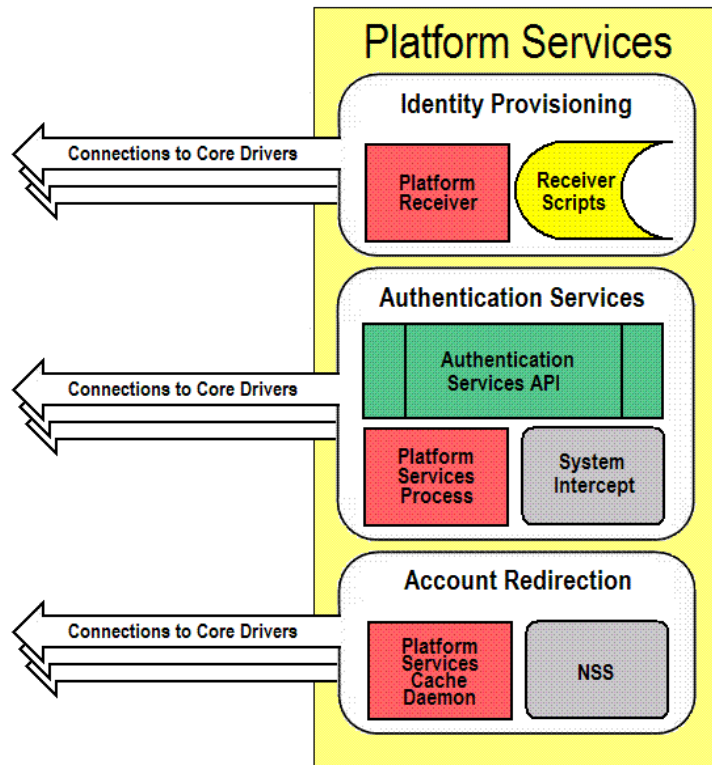 Platform Services
Identity Provisioning
Connections to Core Drivers
Platform
Receiver
Receiver
Scripts
Authentication Services
Authentication
Services API
Connections to Core Drivers
Platform
Services
Process
System
Intercept
Account Redirection
Connections to Core Drivers
Platform
Services
Cache
Daemon
NSS